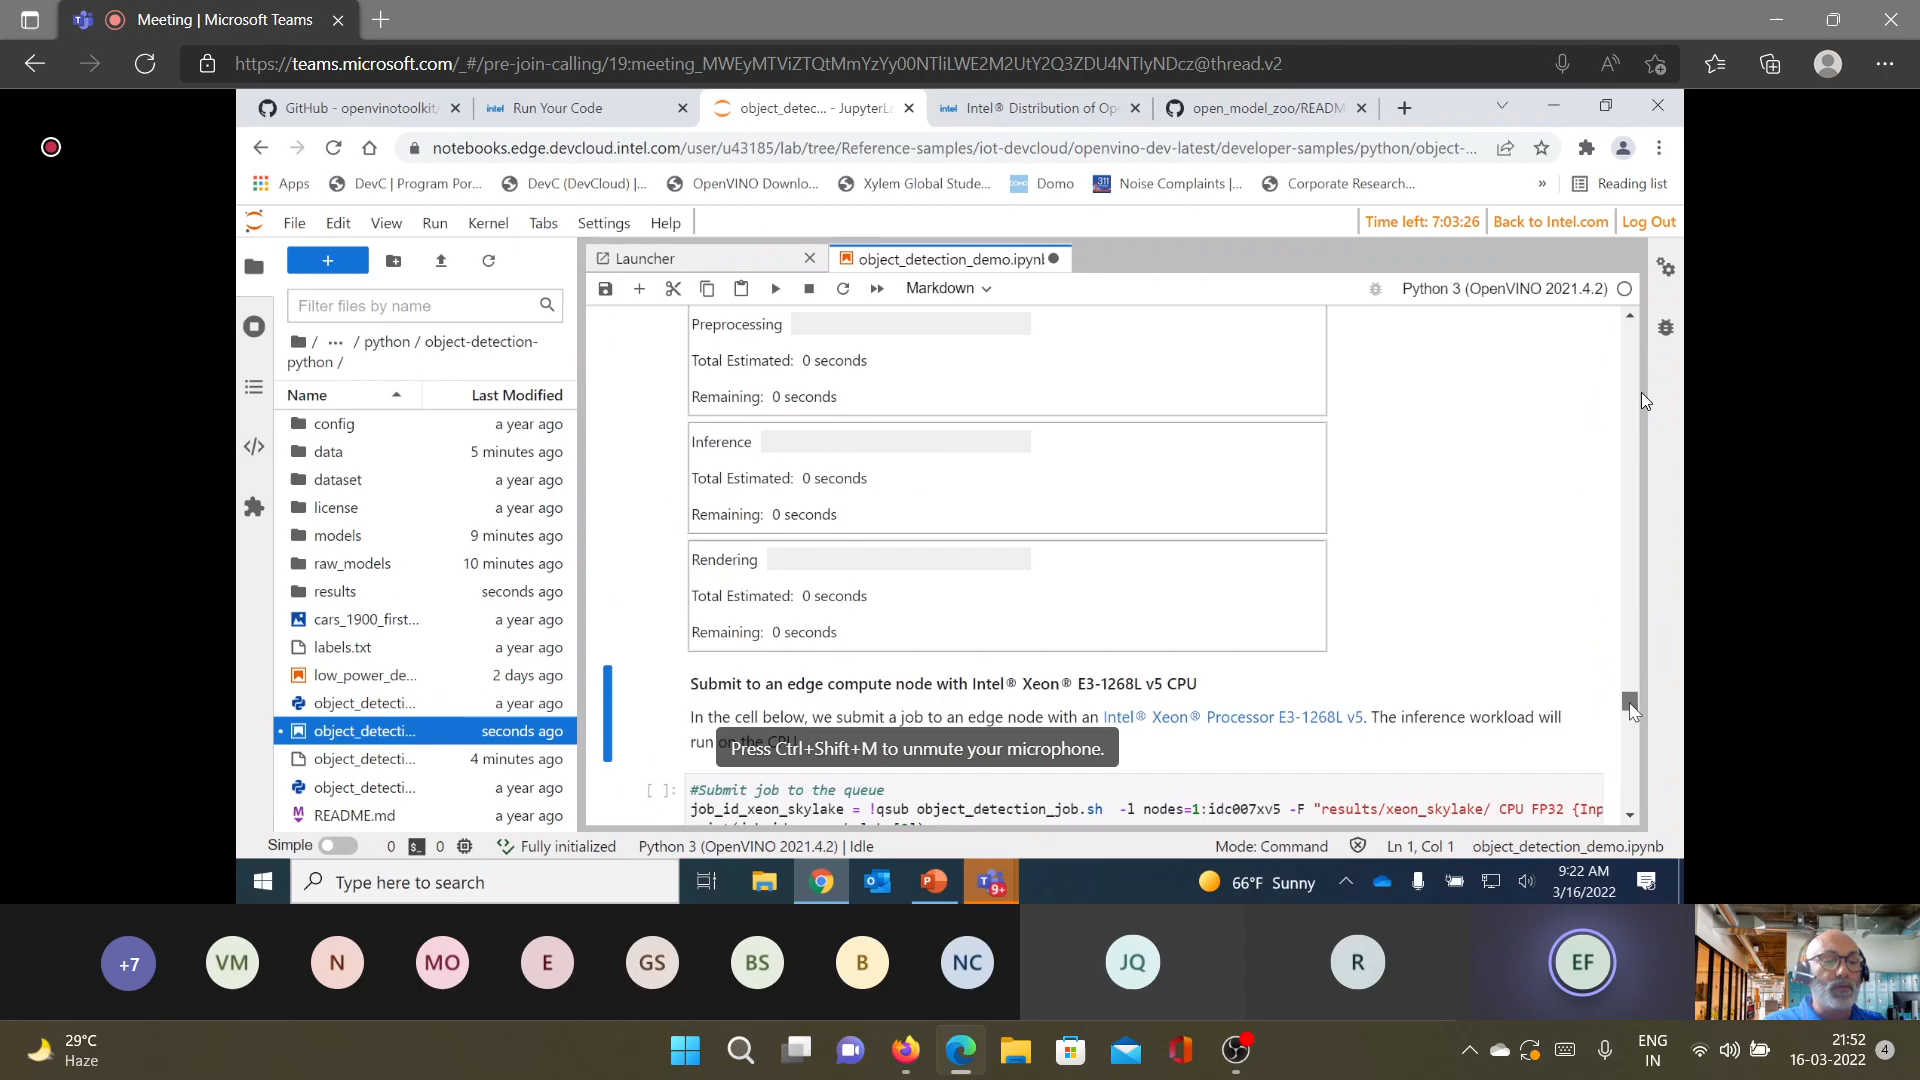 Meeting | Microsoft Teams
https://teams.microsoft.com/_#/pre-join-calling/19:meeting_MWEyMTViZTQtMmYzYy00NTliLWE2M2UtY2Q3ZDU4NTIyNDcz@thread.v2
GitHub - openvinotoolkit/
intel Run Your Code
object_detec... - JupyterLa
intel Intel® Distribution of Op
open_model_zoo/READM
notebooks.edge.devcloud.intel.com/user/u43185/lab/tree/Reference-samples/iot-devcloud/openvino-dev-latest/developer-samples/python/object-...
Apps
DevC | Program Por...
DevC (DevCloud) |...
OpenVINO Downlo...
Xylem Global Stude...
DOMO Domo
311 Noise Complaints |...
Corporate Research...
»
Reading list
File Edit View Run Kernel Tabs Settings Help
Time left: 7:03:26 Back to Intel.com Log Out
Launcher
object_detection_demo.ipynl
Filter files by name
Markdown
Python 3 (OpenVINO 2021.4.2)
/ ... / python / object-detection-
python /
Name Last Modified
config a year ago
data 5 minutes ago
dataset a year ago
license a year ago
models 9 minutes ago
raw_models 10 minutes ago
results seconds ago
cars_1900_first... a year ago
labels.txt a year ago
low_power_de... 2 days ago
object_detecti... a year ago
object_detecti... seconds ago
object_detecti... 4 minutes ago
object_detecti... a year ago
README.md a year ago
Preprocessing
Total Estimated: 0 seconds
Remaining: 0 seconds
Inference
Total Estimated: 0 seconds
Remaining: 0 seconds
Rendering
Total Estimated: 0 seconds
Remaining: 0 seconds
Submit to an edge compute node with Intel® Xeon® E3-1268L v5 CPU
In the cell below, we submit a job to an edge node with an Intel® Xeon® Processor E3-1268L v5. The inference workload will
run on the CPU.
Press Ctrl+Shift+M to unmute your microphone.
[ ]: #Submit job to the queue
job_id_xeon_skylake = !qsub object_detection_job.sh -l nodes=1:idc007xv5 -F "results/xeon_skylake/ CPU FP32 {Inp
Simple 0 0 Fully initialized Python 3 (OpenVINO 2021.4.2) | Idle
Mode: Command Ln 1, Col 1 object_detection_demo.ipynb
Type here to search
9+
66°F Sunny
9:22 AM
3/16/2022
+7 VM N MO E GS BS B NC JQ R EF
29°C
Haze
ENG
IN
21:52
16-03-2022
4